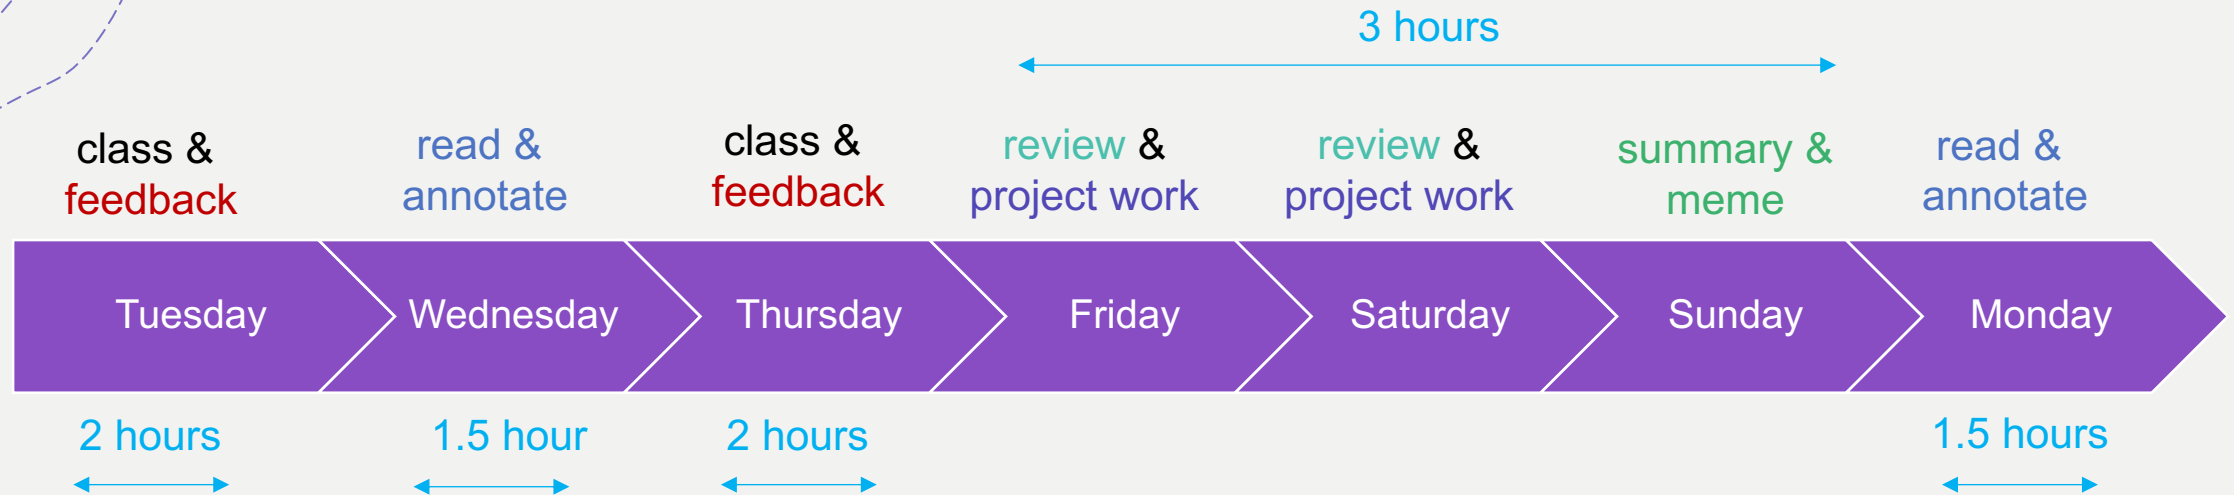 3 hours
class &
feedback
read &
annotate
class &
feedback
review &
project work
review &
project work
summary &
meme
read &
annotate
Tuesday
Wednesday
Thursday
Friday
Saturday
Sunday
Monday
2 hours
1.5 hour
2 hours
1.5 hours